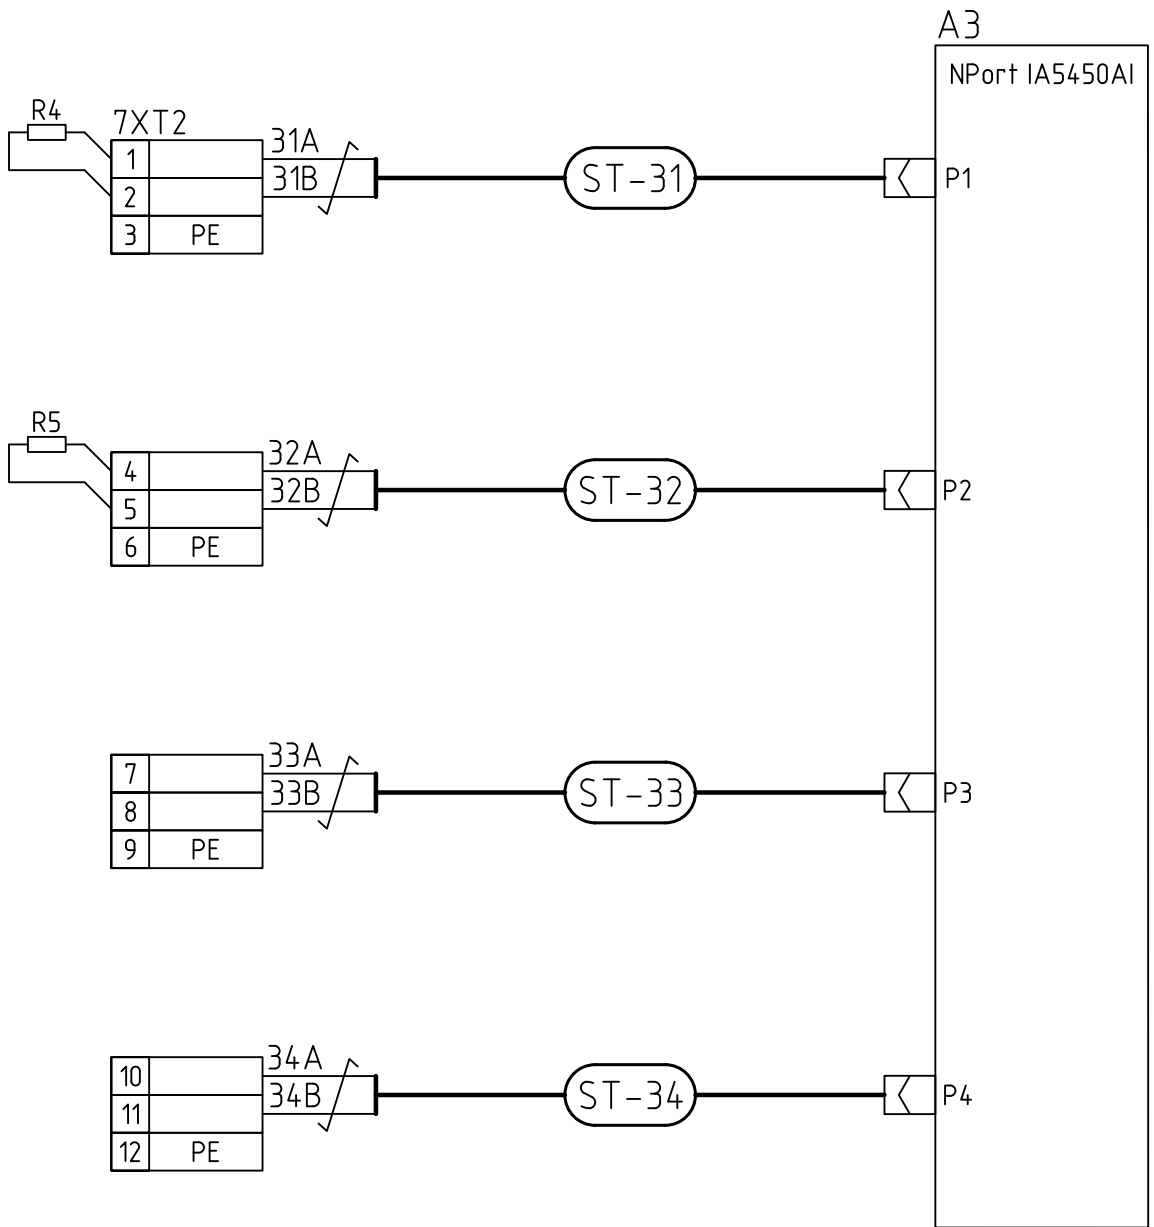 A3
NPort IA5450AI
R4
7XT2
31A
1
31B
ST-31
P1
2
3 PE
R5
32A
4
32B
ST-32
P2
5
6 PE
33A
7
33B
ST-33
P3
8
9 PE
34A
10
34B
ST-34
P4
11
12 PE